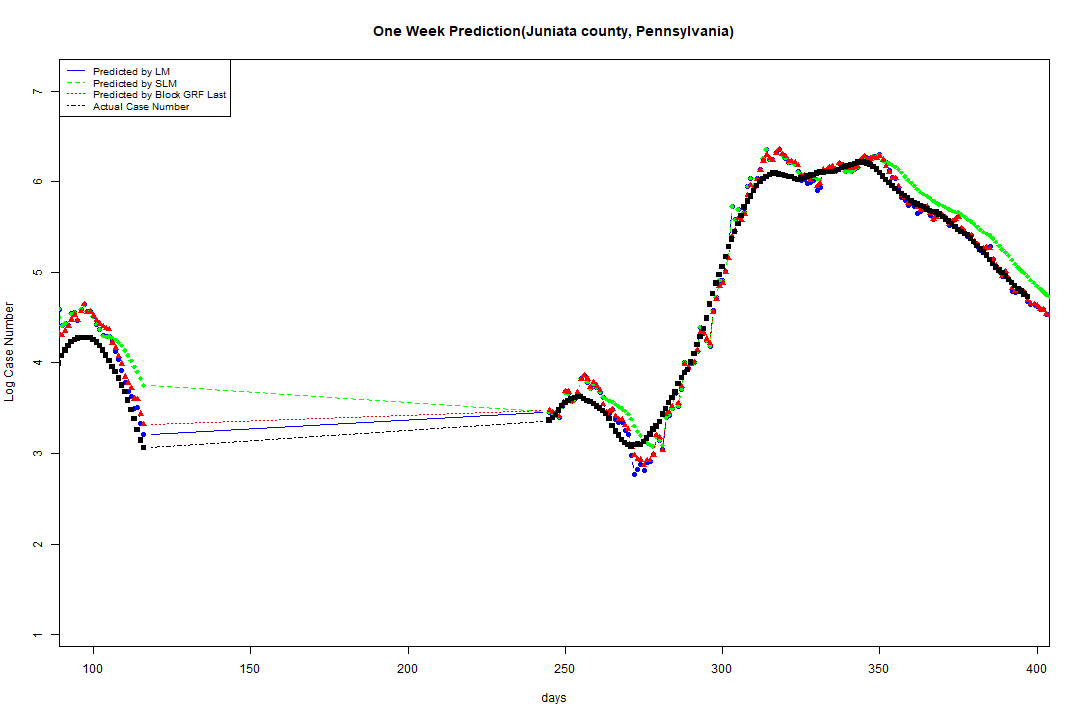 One Week Prediction(Juniata county, Pennsylvania)
Predicted by LM
Predicted by SLM
Predicted by Block GRF Last
Actual Case Number
Log Case Number
7
6
5
4
3
2
1
100 150 200 250 300 350 400
days